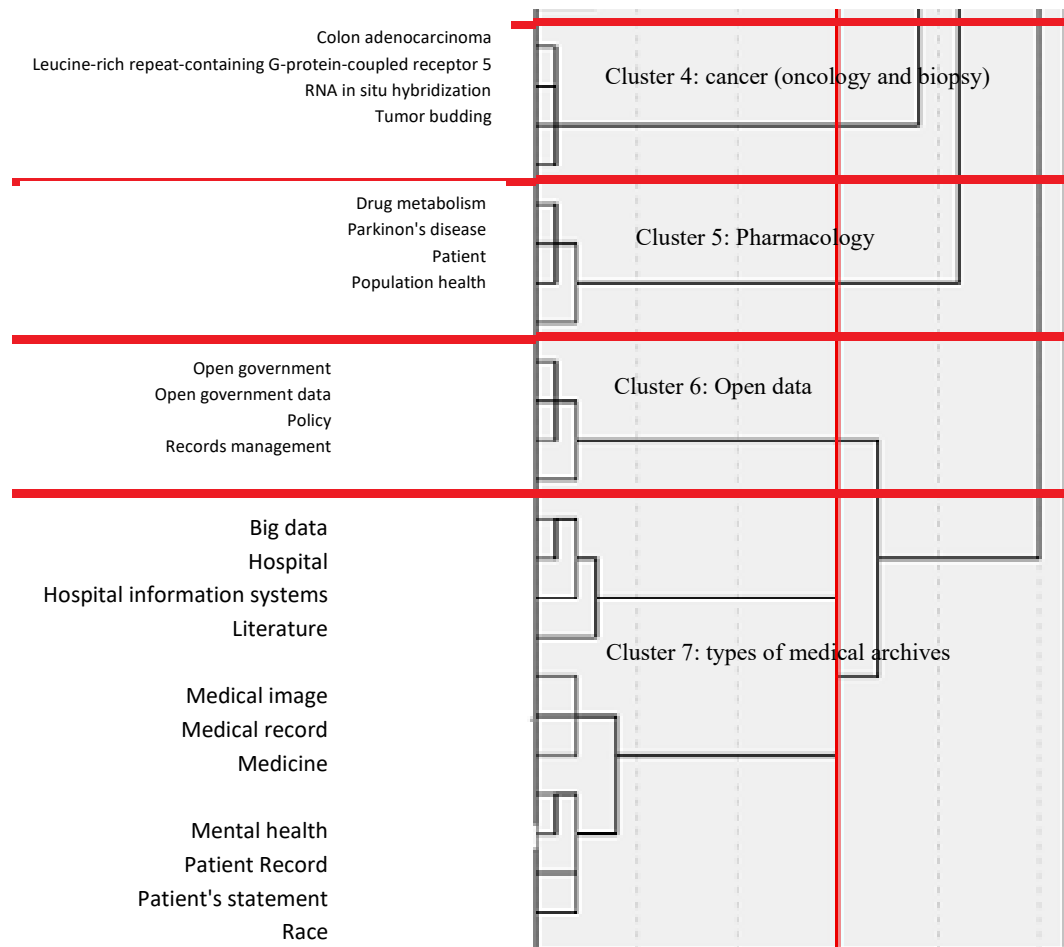 Colon adenocarcinoma
Leucine-rich repeat-containing G-protein-coupled receptor 5
RNA in situ hybridization
Tumor budding
Cluster 4: cancer (oncology and biopsy)
Drug metabolism
Parkinson's disease
Patient
Population health
Cluster 5: Pharmacology
Open government
Open government data
Policy
Records management
Cluster 6: Open data
Big data
Hospital
Hospital information systems
Literature
Cluster 7: types of medical archives
Medical image
Medical record
Medicine
Mental health
Patient Record
Patient's statement
Race